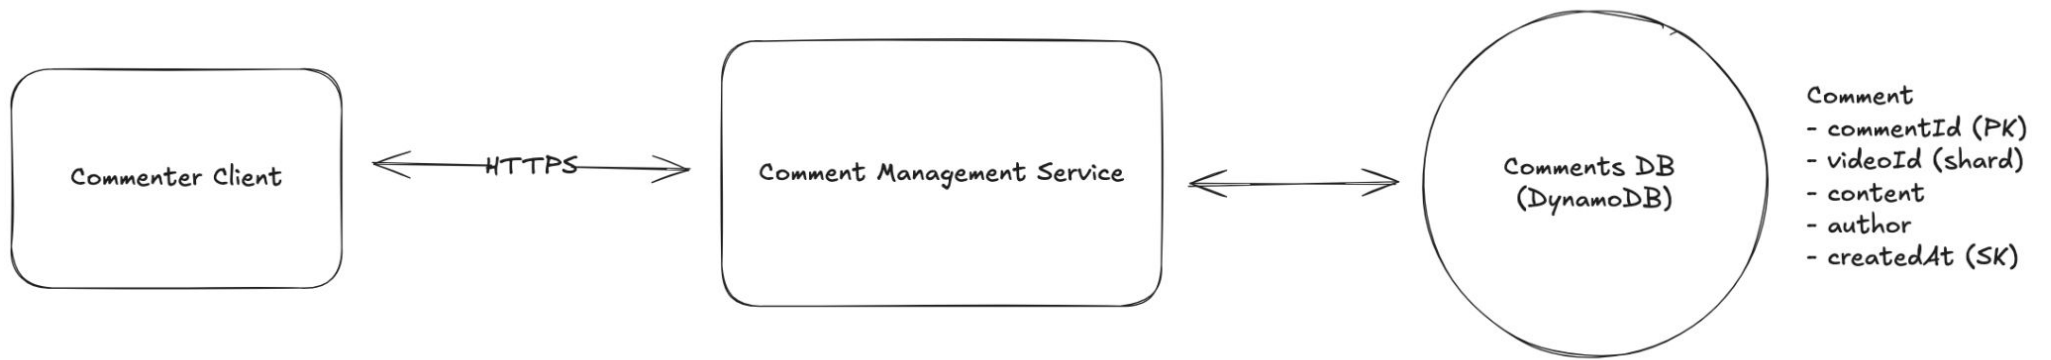 Commenter Client
HTTPS
Comment Management Service
Comments DB
(DynamoDB)
Comment
- commentId (PK)
- videoId (shard)
- content
- author
- createdAt (SK)